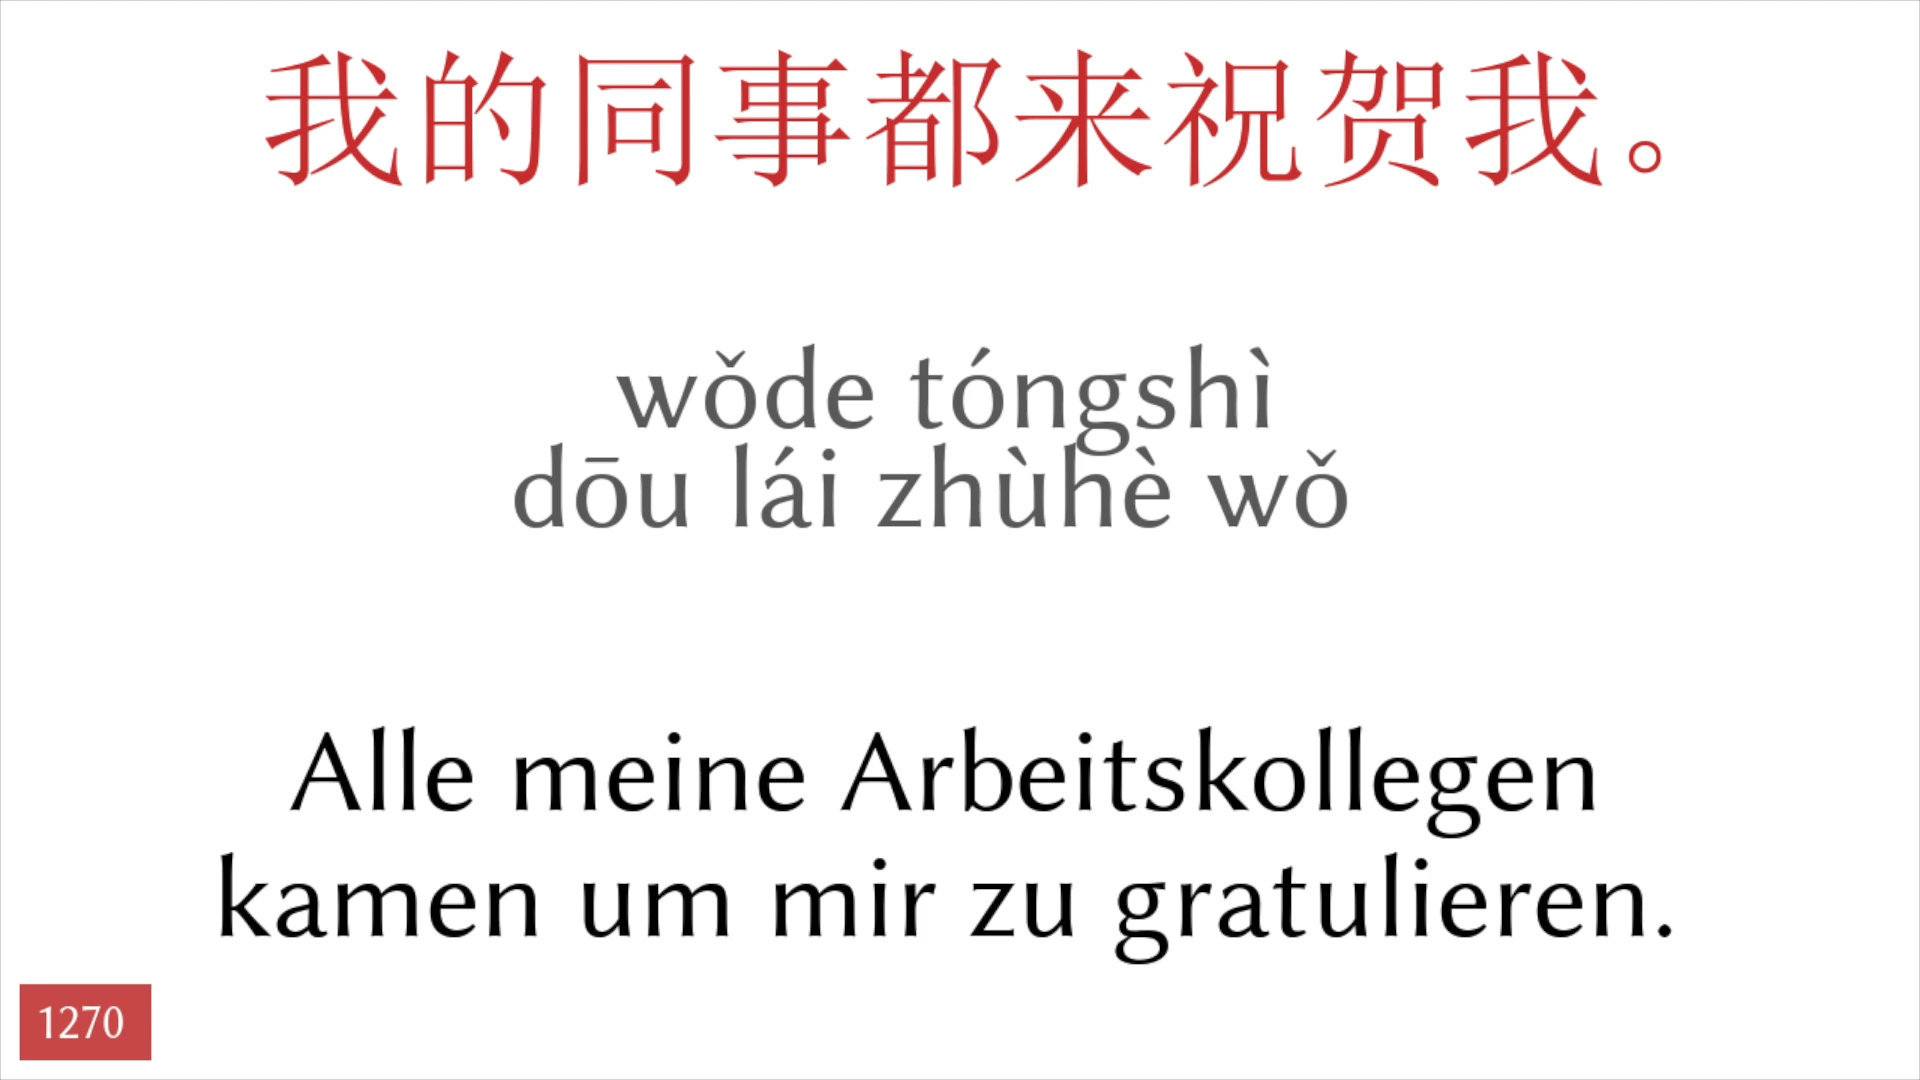 我的同事都来祝贺我。
wǒde tóngshì
dōu lái zhùhè wǒ
Alle meine Arbeitskollegen
kamen um mir zu gratulieren.
1270